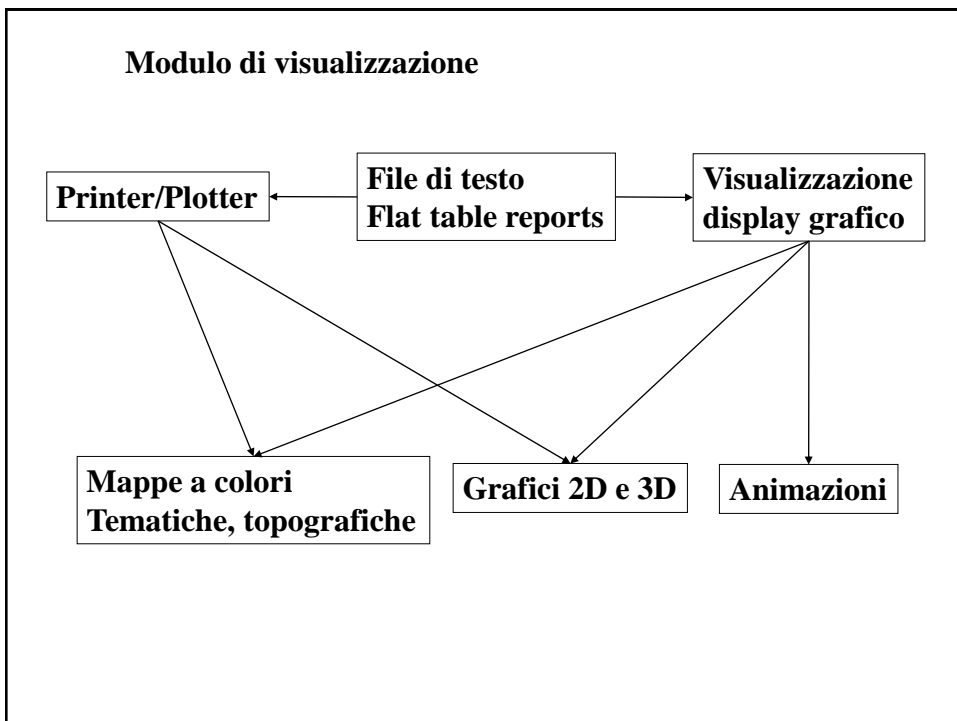 Modulo di visualizzazione
Printer/Plotter
File di testo
Flat table reports
Visualizzazione
display grafico
Mappe a colori
Tematiche, topografiche
Grafici 2D e 3D
Animazioni